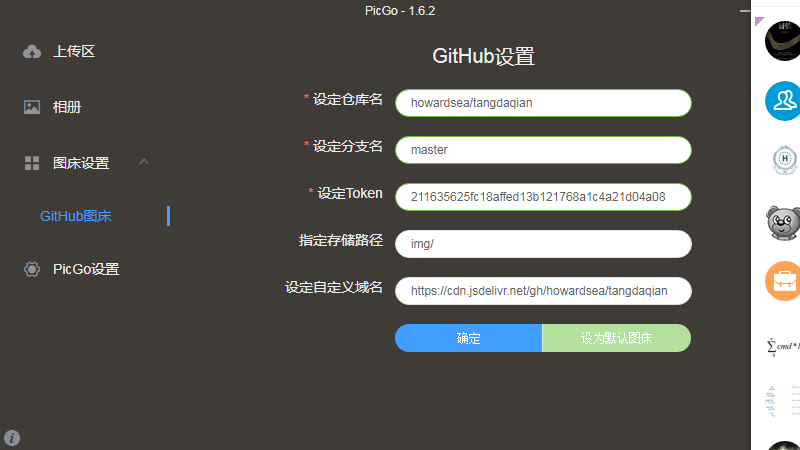 PicGo - 1.6.2
上传区
相册
图床设置
GitHub图床
PicGo设置
GitHub设置
* 设定仓库名
howardsea/tangdaqian
* 设定分支名
master
* 设定Token
211635625fc18affed13b121768a1c4a21d04a08
指定存储路径
img/
设定自定义域名
https://cdn.jsdelivr.net/gh/howardsea/tangdaqian
确定
设为默认图床
H
cmd*l